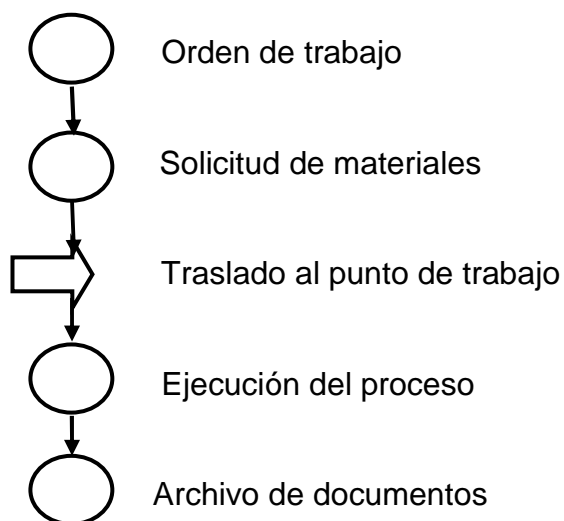 Orden de trabajo
Solicitud de materiales
Traslado al punto de trabajo
Ejecución del proceso
Archivo de documentos